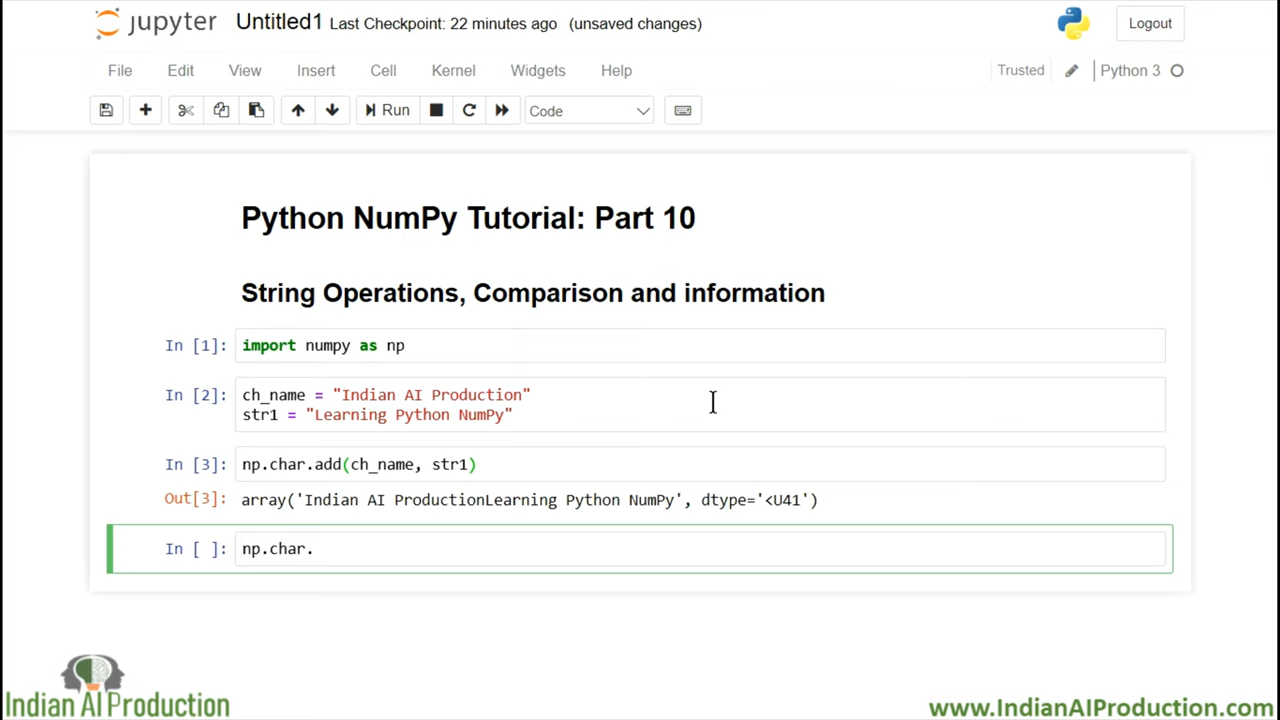 jupyter Untitled1 Last Checkpoint: 22 minutes ago (unsaved changes) Logout
File Edit View Insert Cell Kernel Widgets Help Trusted Python 3
Run Code
Python NumPy Tutorial: Part 10
String Operations, Comparison and information
In [1]: import numpy as np
In [2]: ch_name = "Indian AI Production"
str1 = "Learning Python NumPy"
In [3]: np.char.add(ch_name, str1)
Out[3]: array('Indian AI ProductionLearning Python NumPy', dtype='<U41')
In [ ]: np.char.
Indian AI Production
www.IndianAIProduction.com